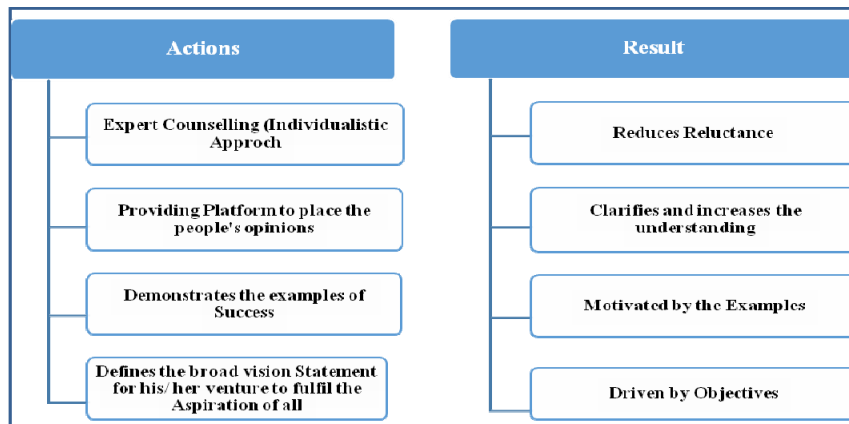 Actions
Expert Counselling (Individualistic
Approch
Providing Platform to place the
people's opinions
Demonstrates the examples of
Success
Defines the broad vision Statement
for his/her venture to fulfil the
Aspiration of all
Result
Reduces Reluctance
Clarifies and increases the
understanding
Motivated by the Examples
Driven by Objectives